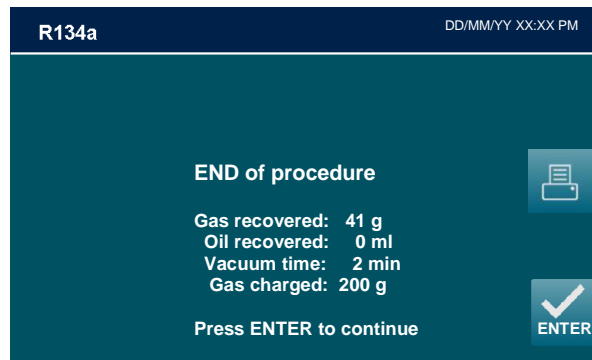 R134a
DD/MM/YY XX:XX PM
END of procedure
Gas recovered: 41 g
Oil recovered: 0 ml
Vacuum time: 2 min
Gas charged: 200 g
Press ENTER to continue
ENTER